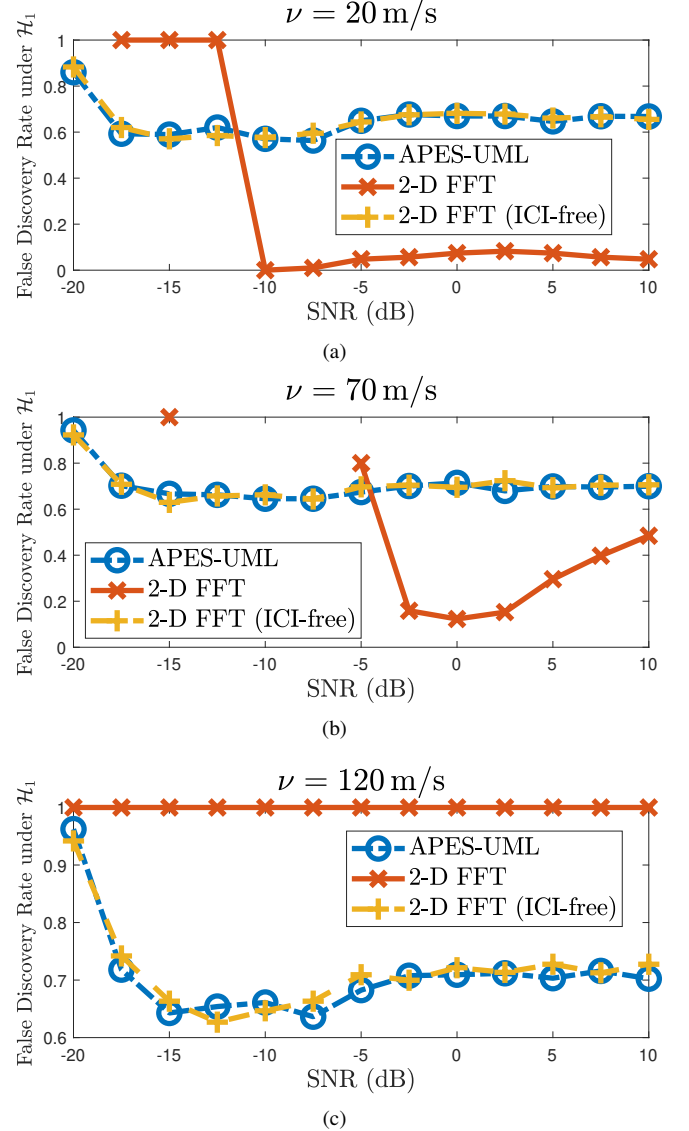 ν = 20 m/s
False Discovery Rate under ℋ₁
1
0.8
0.6
0.4
0.2
0
APES-UML
2-D FFT
2-D FFT (ICI-free)
-20 -15 -10 -5 0 5 10
SNR (dB)
(a)
ν = 70 m/s
False Discovery Rate under ℋ₁
1
0.8
0.6
0.4
0.2
0
APES-UML
2-D FFT
2-D FFT (ICI-free)
-20 -15 -10 -5 0 5 10
SNR (dB)
(b)
ν = 120 m/s
False Discovery Rate under ℋ₁
1
0.9
0.8
0.7
0.6
APES-UML
2-D FFT
2-D FFT (ICI-free)
-20 -15 -10 -5 0 5 10
SNR (dB)
(c)